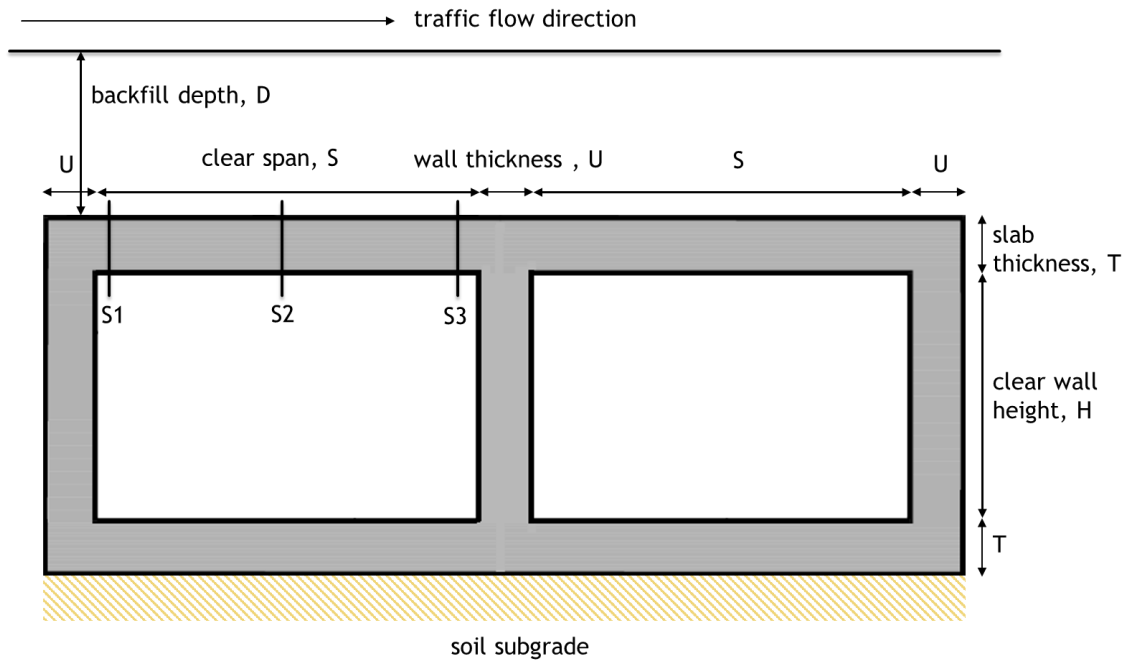 traffic flow direction
backfill depth, D
U
clear span, S
wall thickness , U
S
U
slab
thickness, T
S1
S2
S3
clear wall
height, H
T
soil subgrade